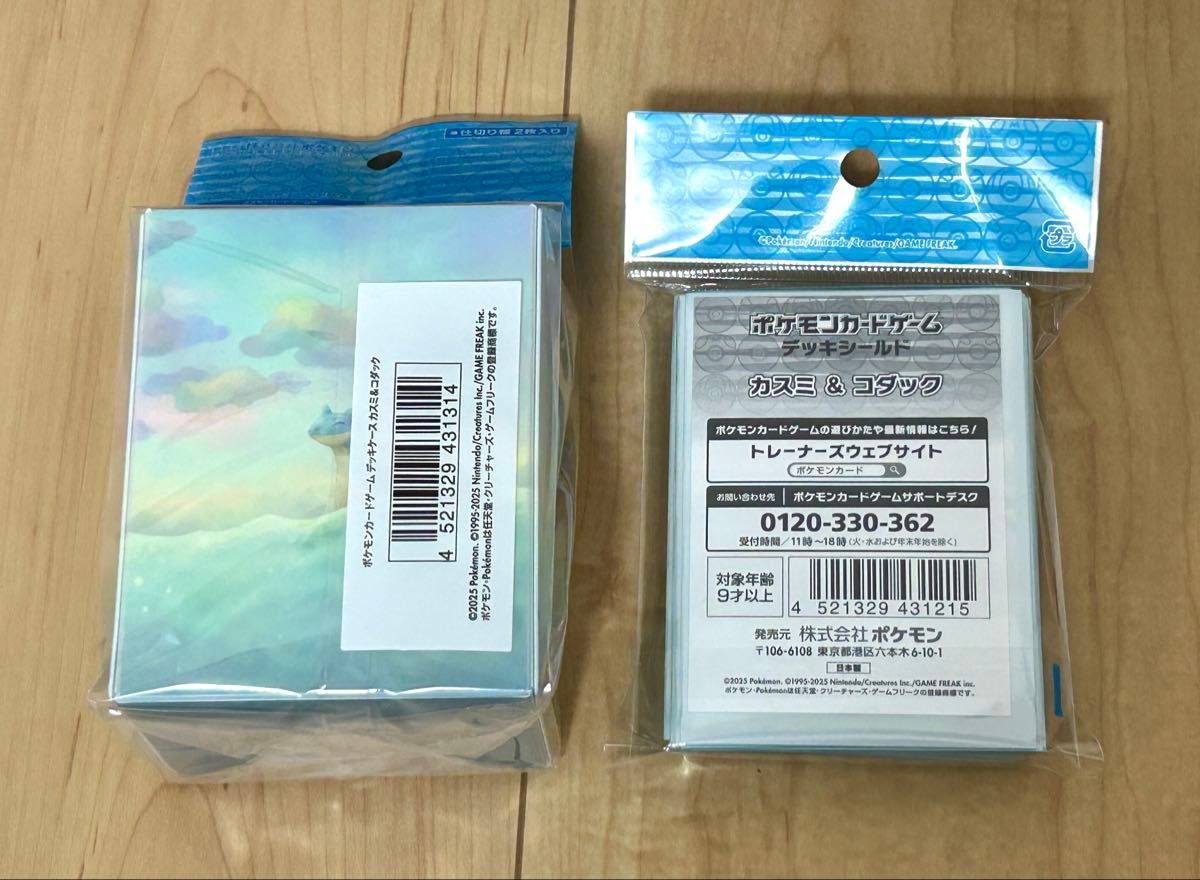 仕切り板 2枚入り
ポケモンカードゲーム デッキケース カスミ&コダック
4 521329 431314
©2025 Pokémon. ©1995-2025 Nintendo/Creatures Inc./GAME FREAK inc.
ポケモン・Pokémonは任天堂・クリーチャーズ・ゲームフリークの登録商標です。
©Pokémon/Nintendo/Creatures/GAME FREAK
プラ
ポケモンカードゲーム
デッキシールド
カスミ & コダック
ポケモンカードゲームの遊びかたや最新情報はこちら!
トレーナーズウェブサイト
ポケモンカード
お問い合わせ先 ポケモンカードゲームサポートデスク
0120-330-362
受付時間/11時〜18時(火・水および年末年始を除く)
対象年齢
9才以上
4 521329 431215
発売元 株式会社 ポケモン
〒106-6108 東京都港区六本木6-10-1
日本製
©2025 Pokémon. ©1995-2025 Nintendo/Creatures Inc./GAME FREAK inc.
ポケモン・Pokémonは任天堂・クリーチャーズ・ゲームフリークの登録商標です。